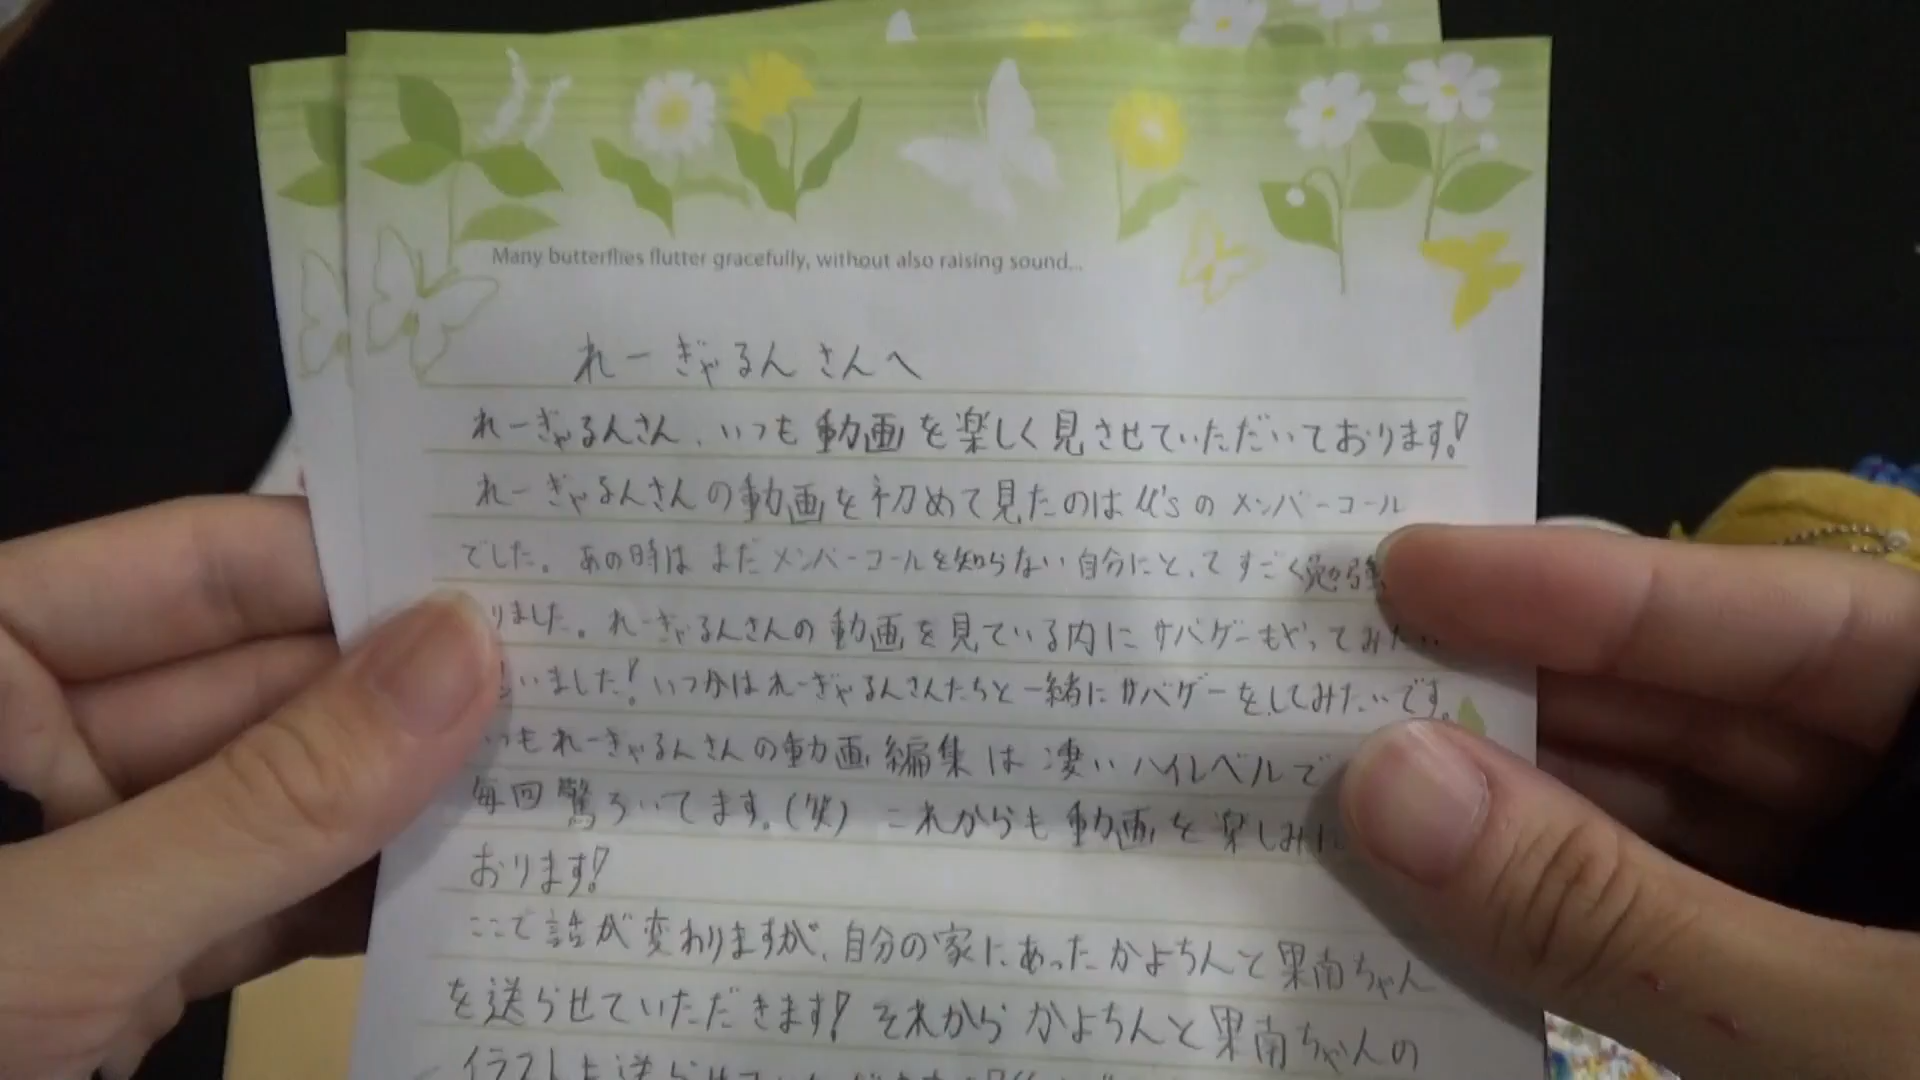 Many butterflies flutter gracefully, without also raising sound...
れーぎゃるんさんへ
れーぎゃるんさん、いつも動画を楽しく見させていただいております!
れーぎゃるんさんの動画を初めて見たのはμ'sのメンバーコール
でした。あの時はまだメンバーコールを知らない自分にとってすごく勉強
りました。れーぎゃるんさんの動画を見ている内にサバゲーもやってみたい
いました!いつかはれーぎゃるんさんたちと一緒にサバゲーをしてみたいです。
つもれーぎゃるんさんの動画編集は凄いハイレベルで
毎回驚ろいてます。(笑)これからも動画を楽しみに
おります!
ここで話が変わりますが、自分の家にあったかよちんと果南ちゃん
を送らせていただきます!それからかよちんと果南ちゃんの
イラストも送らせて